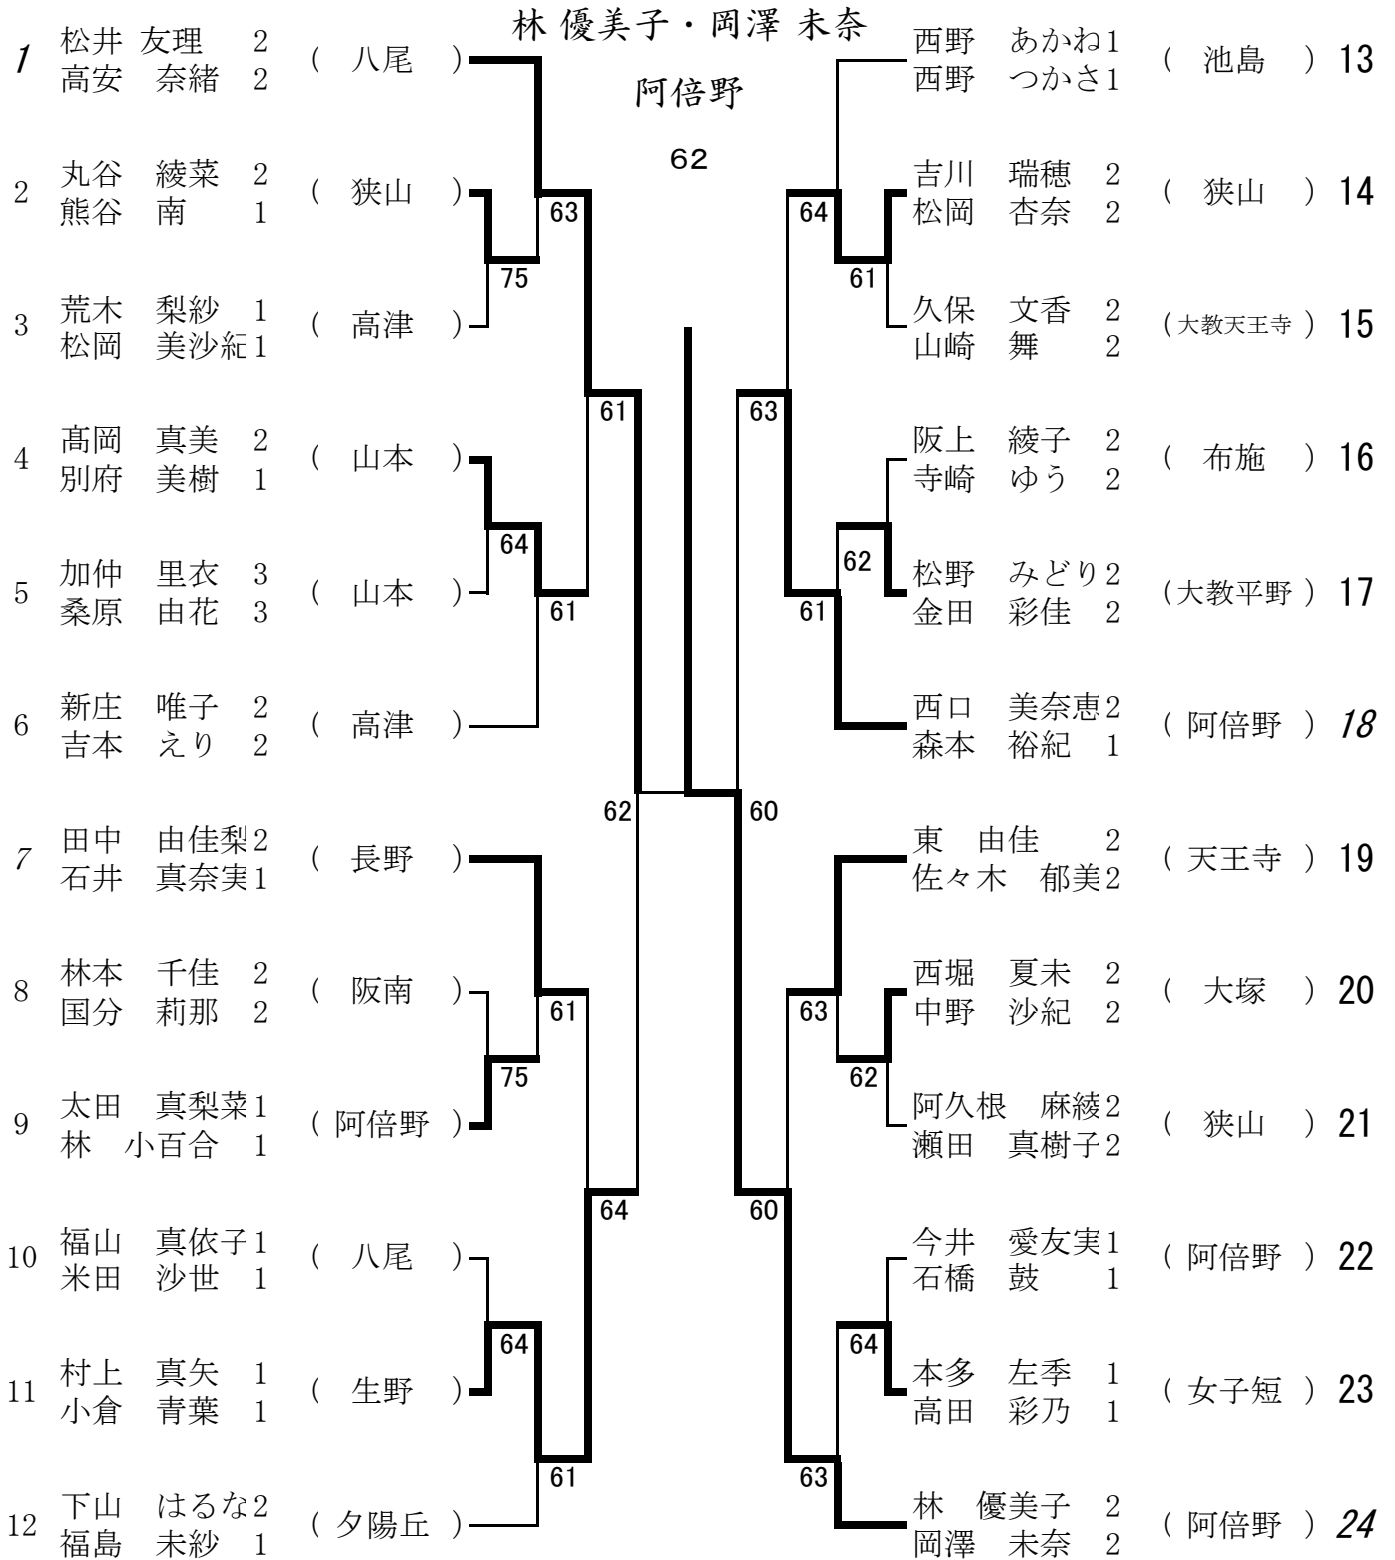 林 優美子・岡澤 未奈
阿倍野
62
1 松井 友理 2 ( 八尾 )
高安 奈緒 2
2 丸谷 綾菜 2 ( 狭山 )
熊谷 南 1
3 荒木 梨紗 1 ( 高津 )
松岡 美沙紀 1
4 髙岡 真美 2 ( 山本 )
別府 美樹 1
5 加仲 里衣 3 ( 山本 )
桑原 由花 3
6 新庄 唯子 2 ( 高津 )
吉本 えり 2
7 田中 由佳梨 2 ( 長野 )
石井 真奈実 1
8 林本 千佳 2 ( 阪南 )
国分 莉那 2
9 太田 真梨菜 1 ( 阿倍野 )
林 小百合 1
10 福山 真依子 1 ( 八尾 )
米田 沙世 1
11 村上 真矢 1 ( 生野 )
小倉 青葉 1
12 下山 はるな 2 ( 夕陽丘 )
福島 未紗 1
63
75
61
64
61
62
61
75
64
64
61
西野 あかね 1 ( 池島 ) 13
西野 つかさ 1
吉川 瑞穂 2 ( 狭山 ) 14
松岡 杏奈 2
久保 文香 2 ( 大教天王寺 ) 15
山崎 舞 2
阪上 綾子 2 ( 布施 ) 16
寺崎 ゆう 2
松野 みどり 2 ( 大教平野 ) 17
金田 彩佳 2
西口 美奈恵 2 ( 阿倍野 ) 18
森本 裕紀 1
東 由佳 2 ( 天王寺 ) 19
佐々木 郁美 2
西堀 夏未 2 ( 大塚 ) 20
中野 沙紀 2
阿久根 麻綾 2 ( 狭山 ) 21
瀬田 真樹子 2
今井 愛友実 1 ( 阿倍野 ) 22
石橋 鼓 1
本多 左季 1 ( 女子短 ) 23
高田 彩乃 1
林 優美子 2 ( 阿倍野 ) 24
岡澤 未奈 2
64
61
63
62
61
60
63
62
60
64
63